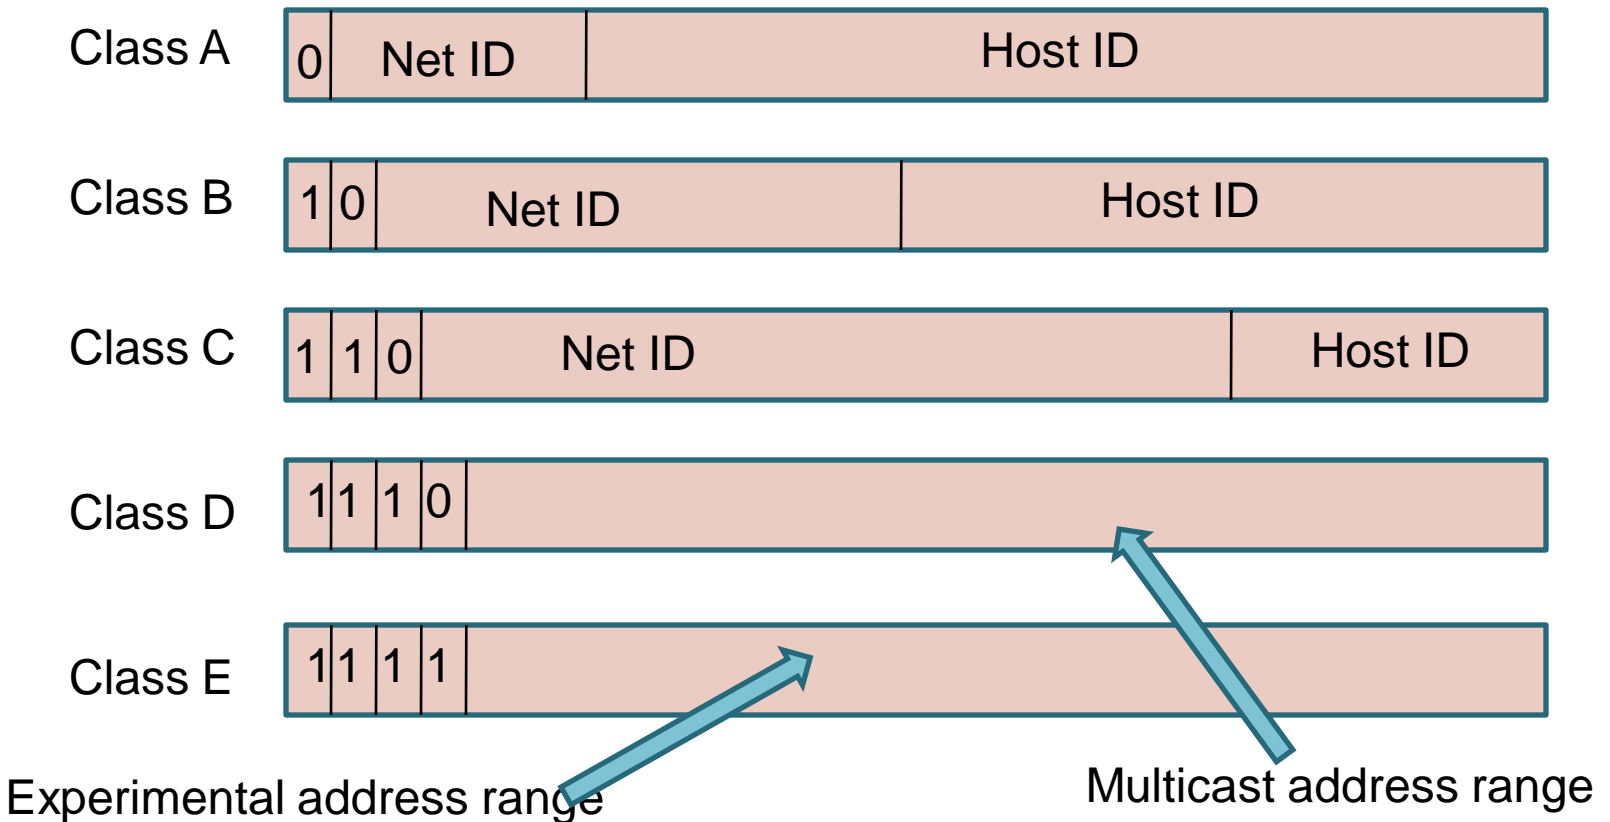 Class A 0 Net ID Host ID
Class B 1 0 Net ID Host ID
Class C 1 1 0 Net ID Host ID
Class D 1 1 1 0
Class E 1 1 1 1
Experimental address range Multicast address range